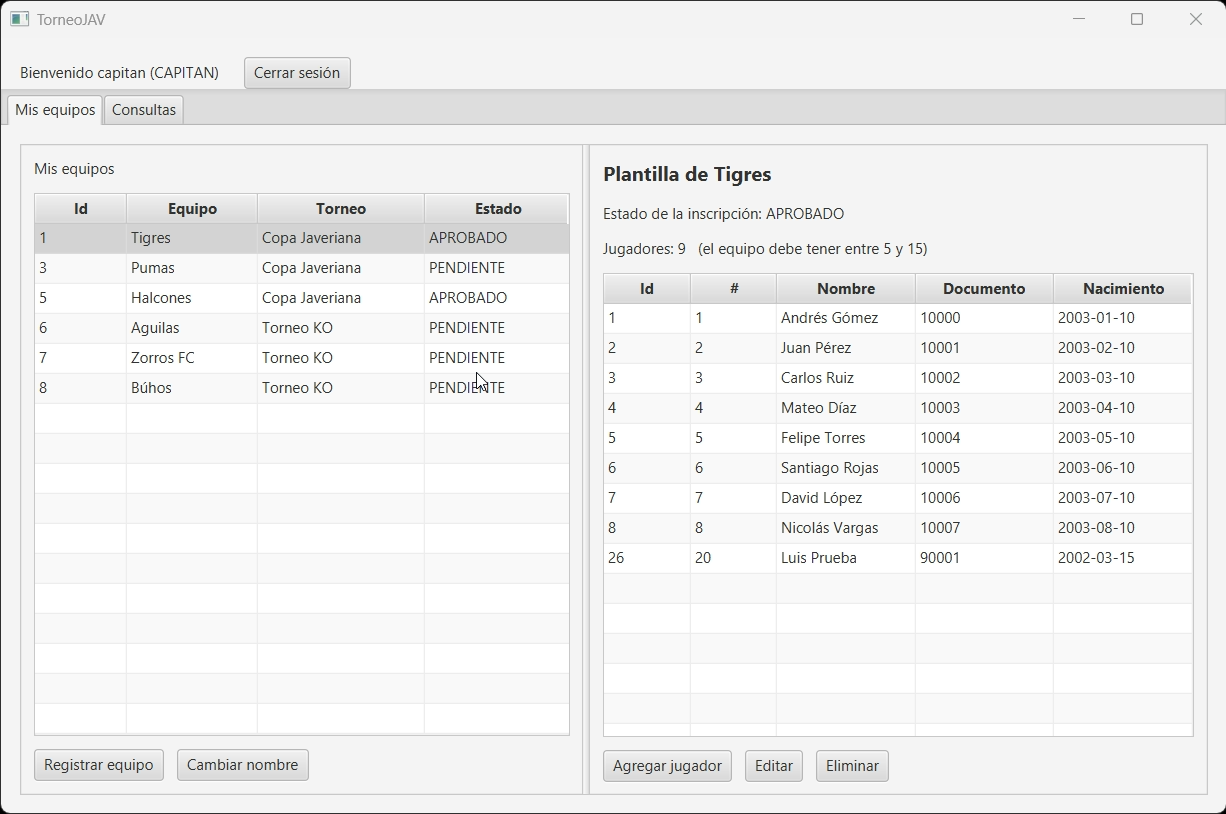 TorneoJAV
Bienvenido capitan (CAPITAN) Cerrar sesión
Mis equipos Consultas
Mis equipos
Id Equipo Torneo Estado
1 Tigres Copa Javeriana APROBADO
3 Pumas Copa Javeriana PENDIENTE
5 Halcones Copa Javeriana APROBADO
6 Aguilas Torneo KO PENDIENTE
7 Zorros FC Torneo KO PENDIENTE
8 Búhos Torneo KO PENDIENTE
Registrar equipo Cambiar nombre
Plantilla de Tigres
Estado de la inscripción: APROBADO
Jugadores: 9 (el equipo debe tener entre 5 y 15)
Id # Nombre Documento Nacimiento
1 1 Andrés Gómez 10000 2003-01-10
2 2 Juan Pérez 10001 2003-02-10
3 3 Carlos Ruiz 10002 2003-03-10
4 4 Mateo Díaz 10003 2003-04-10
5 5 Felipe Torres 10004 2003-05-10
6 6 Santiago Rojas 10005 2003-06-10
7 7 David López 10006 2003-07-10
8 8 Nicolás Vargas 10007 2003-08-10
26 20 Luis Prueba 90001 2002-03-15
Agregar jugador Editar Eliminar